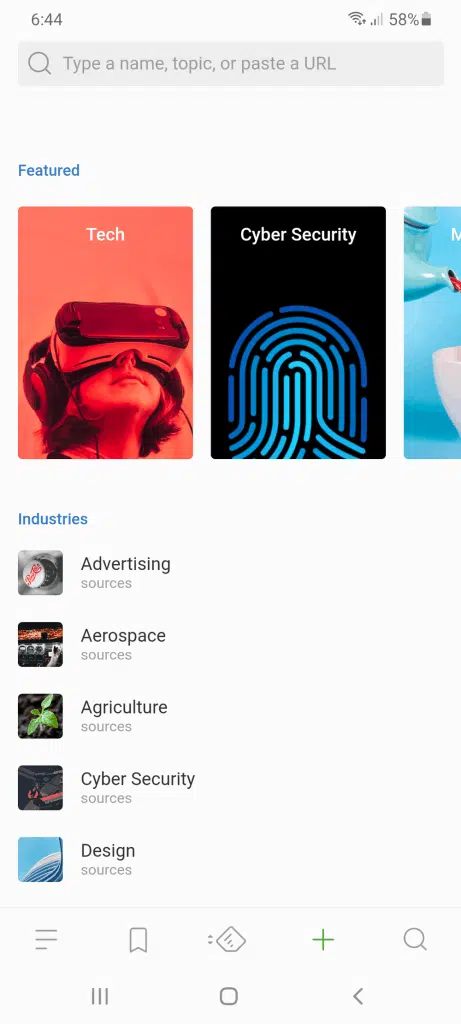 6:44
58%
Type a name, topic, or paste a URL
Featured
Tech
Cyber Security
M
Industries
Advertising
sources
Aerospace
sources
Agriculture
sources
Cyber Security
sources
Design
sources